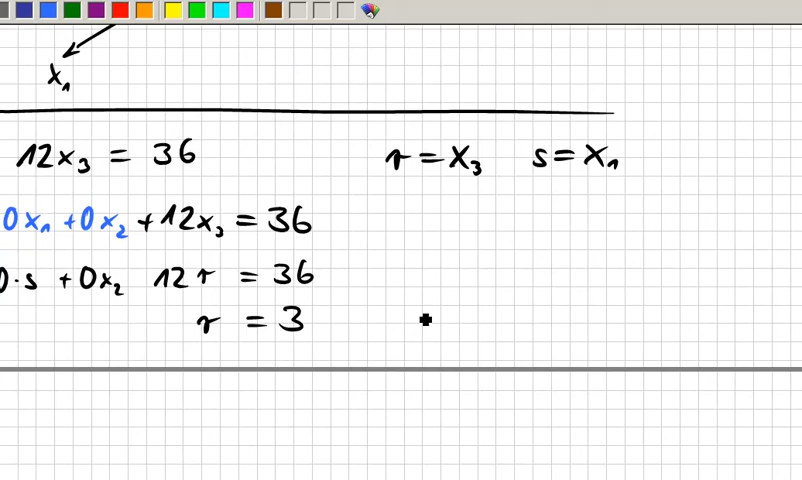 x₁
12x₃ = 36 r = x₃ s = x₁
0x₁ + 0x₂ + 12x₃ = 36
0·s + 0x₂ 12r = 36
r = 3